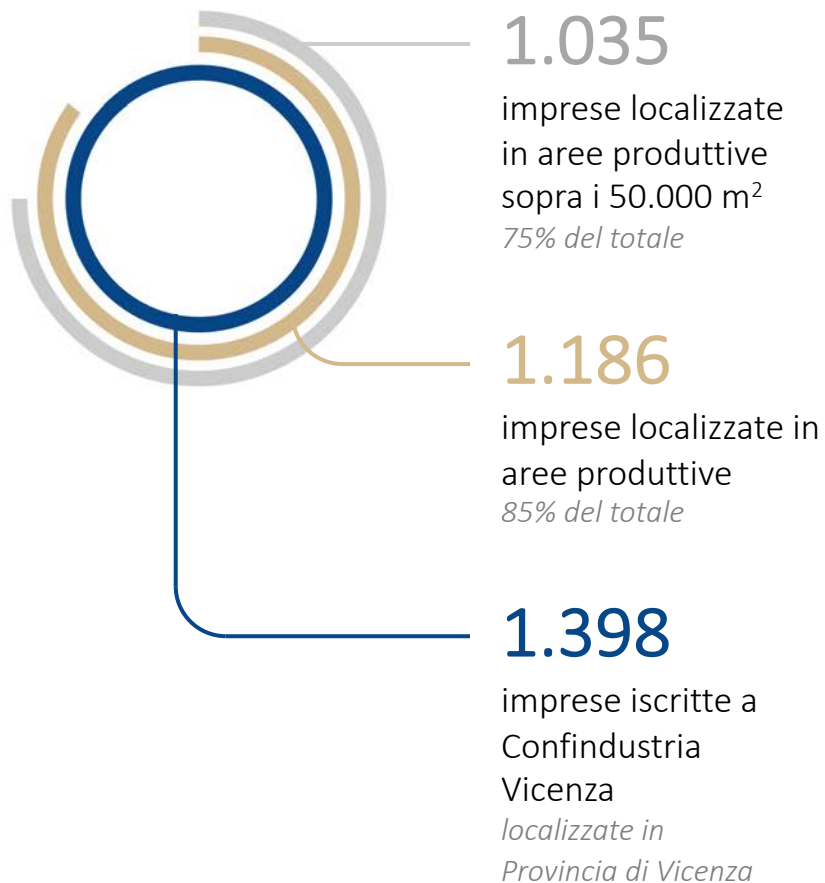 1.035
imprese localizzate
in aree produttive
sopra i 50.000 m²
75% del totale
1.186
imprese localizzate in
aree produttive
85% del totale
1.398
imprese iscritte a
Confindustria
Vicenza
localizzate in
Provincia di Vicenza